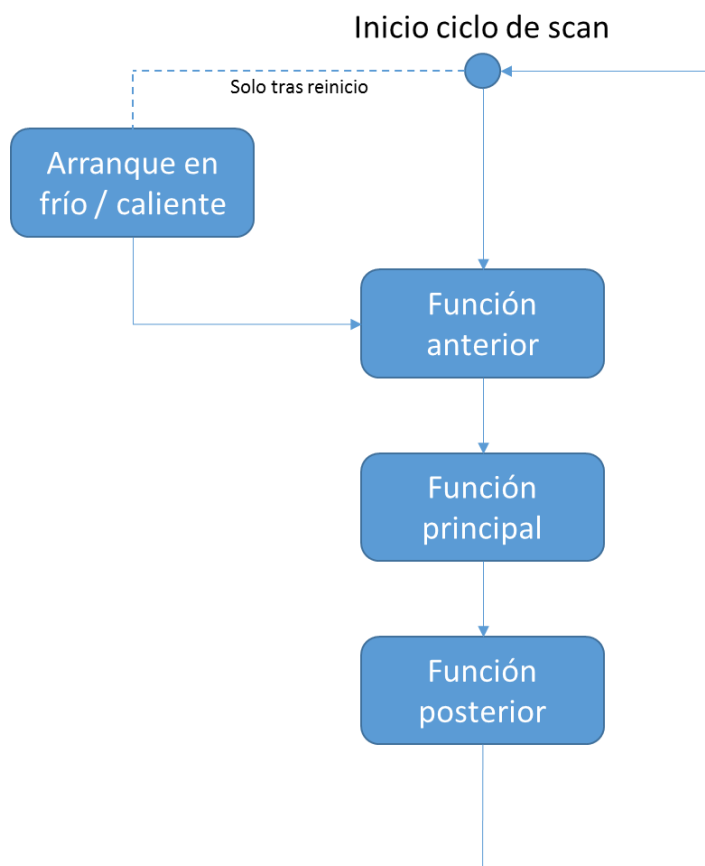 Inicio ciclo de scan
Solo tras reinicio
Arranque en
frío / caliente
Función
anterior
Función
principal
Función
posterior